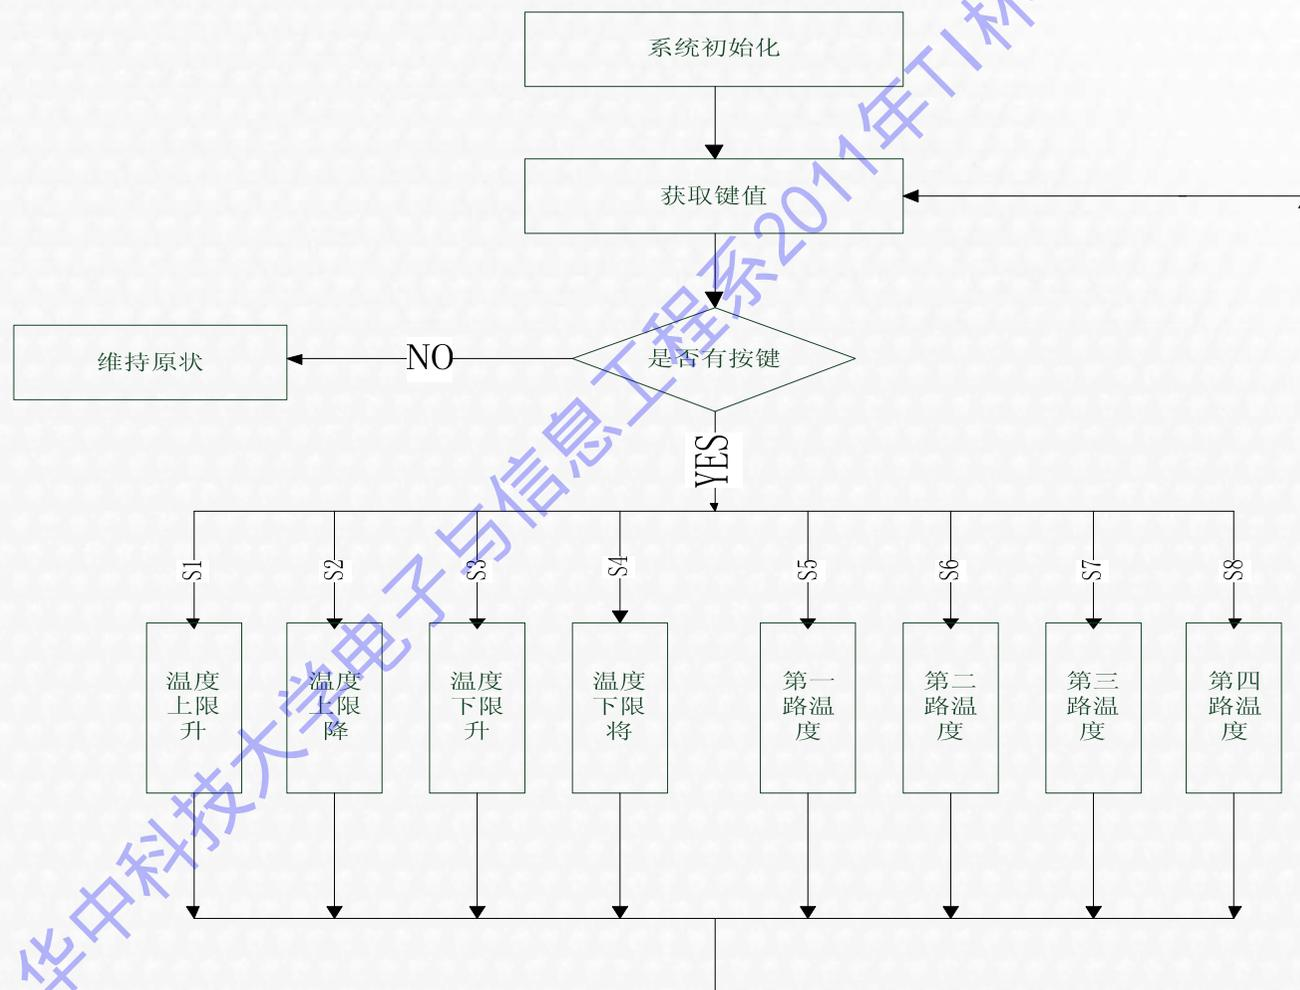 系统初始化
获取键值
是否有按键
NO
维持原状
YES
S1
S2
S3
S4
S5
S6
S7
S8
温度
上限
升
温度
上限
降
温度
下限
升
温度
下限
将
第一
路温
度
第二
路温
度
第三
路温
度
第四
路温
度
华中科技大学电子与信息工程系2011年TI杯